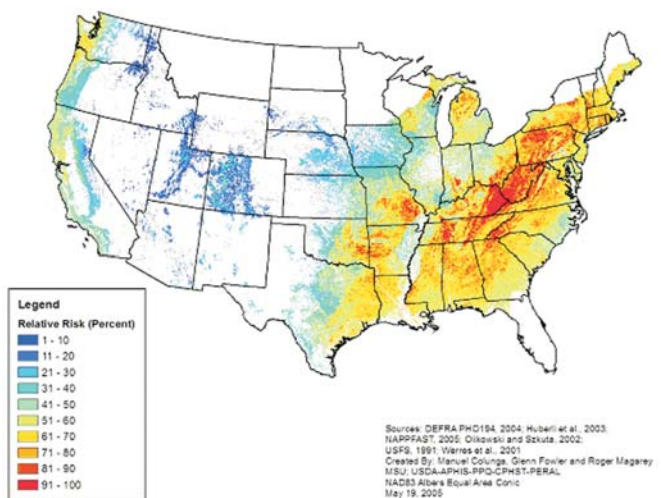 Legend
Relative Risk (Percent)
1 - 10
11 - 20
21 - 30
31 - 40
41 - 50
51 - 60
61 - 70
71 - 80
81 - 90
91 - 100
Sources: DEFRA PHD194, 2004; Huberli et al., 2003;
NAPPFAST, 2005; Olikowski and Szkuta, 2002;
USFS, 1991; Werres et al., 2001
Created By: Manuel Colunga, Glenn Fowler and Roger Magarey
MSU; USDA-APHIS-PPQ-CPHST-PERAL
NAD83 Albers Equal Area Conic
May 19, 2005